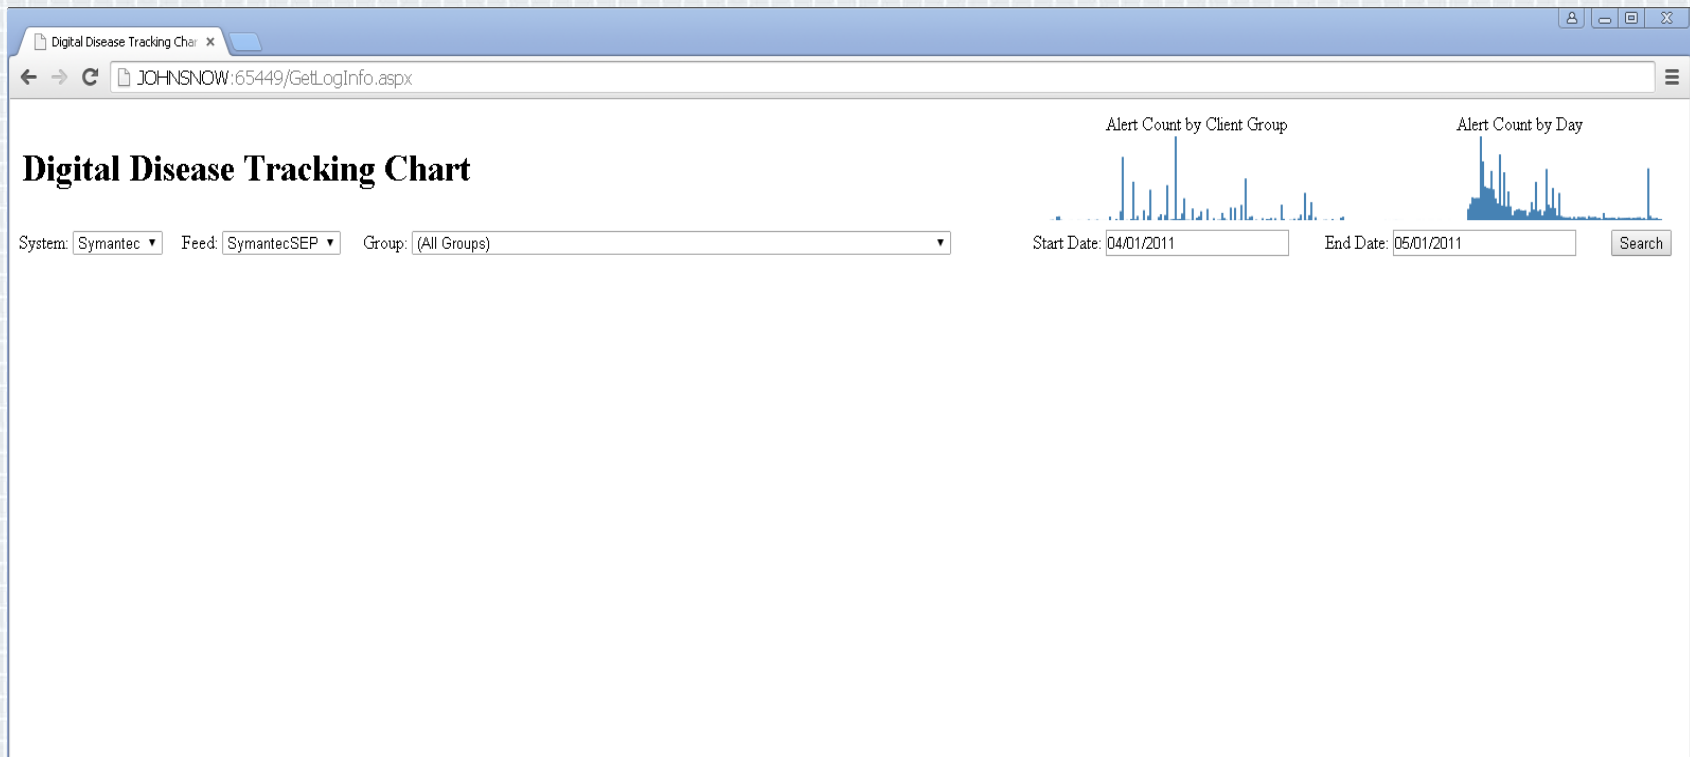 Digital Disease Tracking Char
JOHNSNOW:65449/GetLogInfo.aspx
Alert Count by Client Group
Alert Count by Day
Digital Disease Tracking Chart
System: Symantec Feed: SymantecSEP Group: (All Groups) Start Date: 04/01/2011 End Date: 05/01/2011 Search